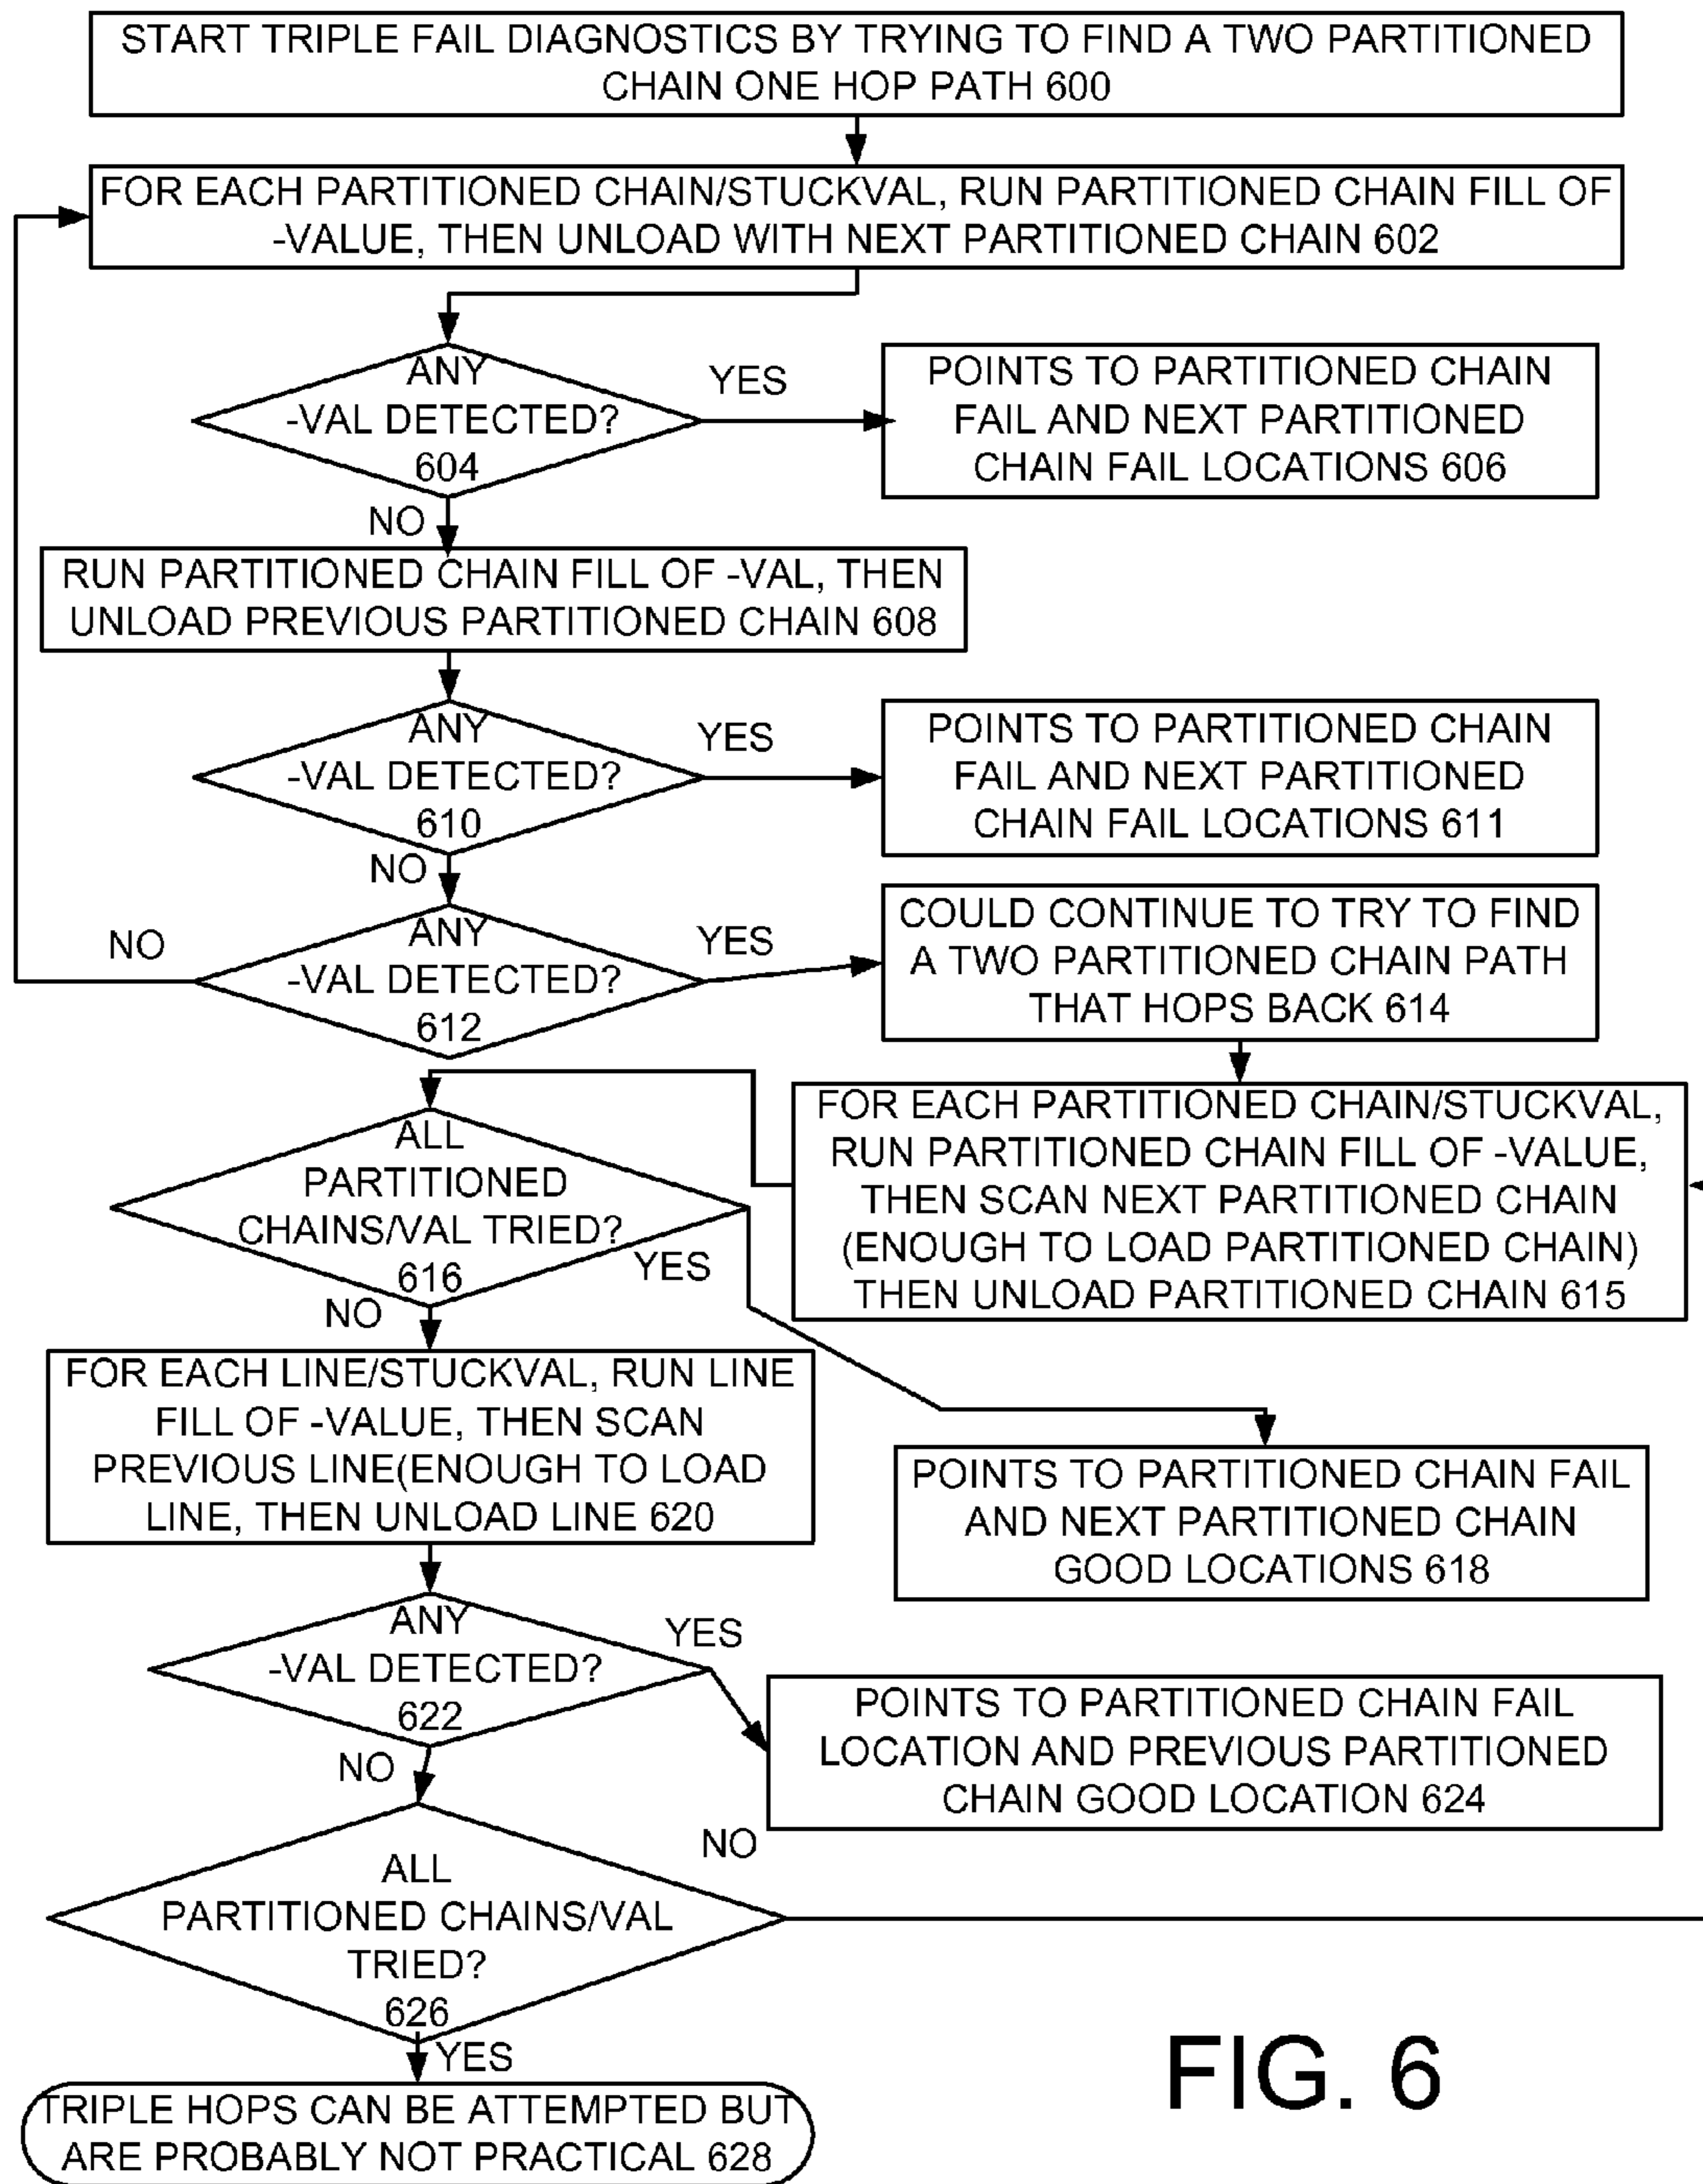 START TRIPLE FAIL DIAGNOSTICS BY TRYING TO FIND A TWO PARTITIONED
CHAIN ONE HOP PATH 600
FOR EACH PARTITIONED CHAIN/STUCKVAL, RUN PARTITIONED CHAIN FILL OF
-VALUE, THEN UNLOAD WITH NEXT PARTITIONED CHAIN 602
ANY
-VAL DETECTED?
604
YES
POINTS TO PARTITIONED CHAIN
FAIL AND NEXT PARTITIONED
CHAIN FAIL LOCATIONS 606
NO
RUN PARTITIONED CHAIN FILL OF -VAL, THEN
UNLOAD PREVIOUS PARTITIONED CHAIN 608
ANY
-VAL DETECTED?
610
YES
POINTS TO PARTITIONED CHAIN
FAIL AND NEXT PARTITIONED
CHAIN FAIL LOCATIONS 611
NO
ANY
-VAL DETECTED?
612
NO
YES
COULD CONTINUE TO TRY TO FIND
A TWO PARTITIONED CHAIN PATH
THAT HOPS BACK 614
FOR EACH PARTITIONED CHAIN/STUCKVAL,
RUN PARTITIONED CHAIN FILL OF -VALUE,
THEN SCAN NEXT PARTITIONED CHAIN
(ENOUGH TO LOAD PARTITIONED CHAIN)
THEN UNLOAD PARTITIONED CHAIN 615
ALL
PARTITIONED
CHAINS/VAL TRIED?
616
YES
NO
POINTS TO PARTITIONED CHAIN FAIL
AND NEXT PARTITIONED CHAIN
GOOD LOCATIONS 618
FOR EACH LINE/STUCKVAL, RUN LINE
FILL OF -VALUE, THEN SCAN
PREVIOUS LINE(ENOUGH TO LOAD
LINE, THEN UNLOAD LINE 620
ANY
-VAL DETECTED?
622
YES
POINTS TO PARTITIONED CHAIN FAIL
LOCATION AND PREVIOUS PARTITIONED
CHAIN GOOD LOCATION 624
NO
ALL
PARTITIONED CHAINS/VAL
TRIED?
626
NO
YES
TRIPLE HOPS CAN BE ATTEMPTED BUT
ARE PROBABLY NOT PRACTICAL 628
FIG. 6